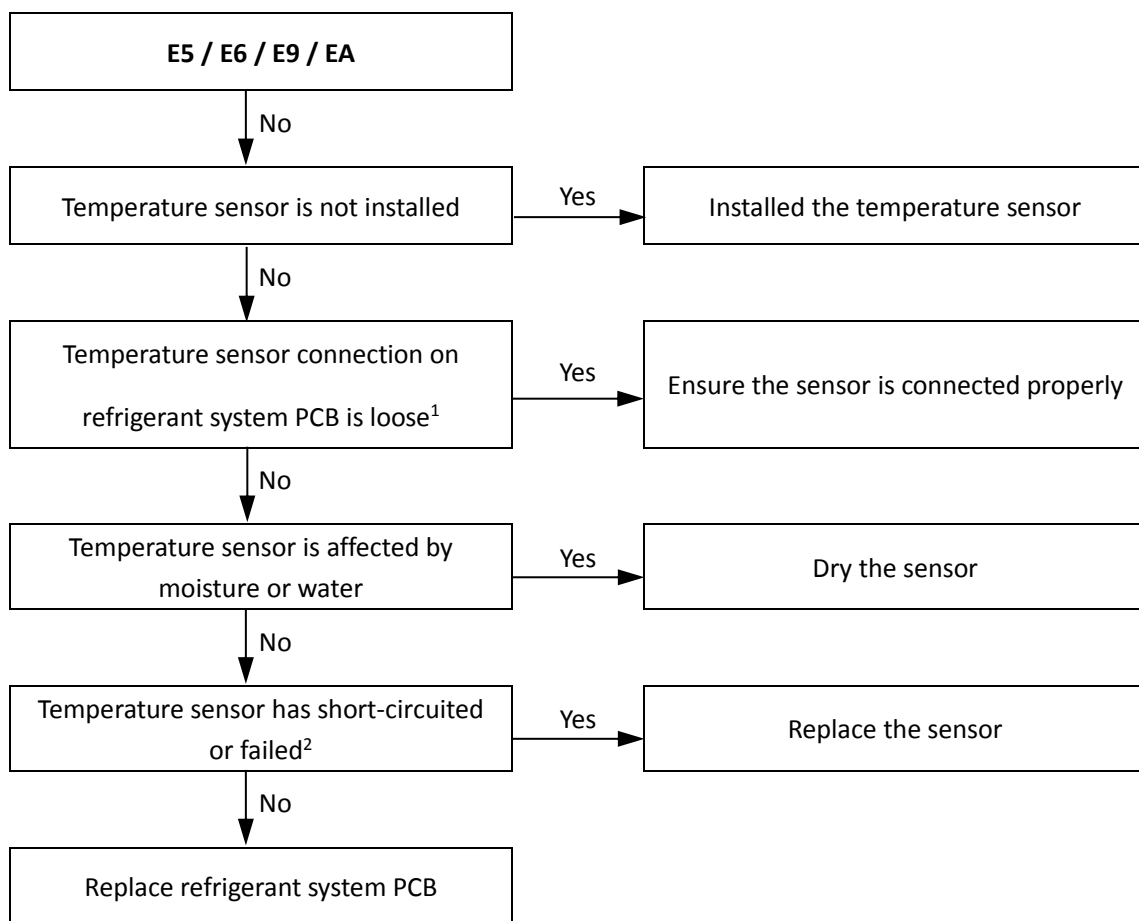 E5 / E6 / E9 / EA
No
Temperature sensor is not installed
Yes
Installed the temperature sensor
No
Temperature sensor connection on
refrigerant system PCB is loose¹
Yes
Ensure the sensor is connected properly
No
Temperature sensor is affected by
moisture or water
Yes
Dry the sensor
No
Temperature sensor has short-circuited
or failed²
Yes
Replace the sensor
No
Replace refrigerant system PCB